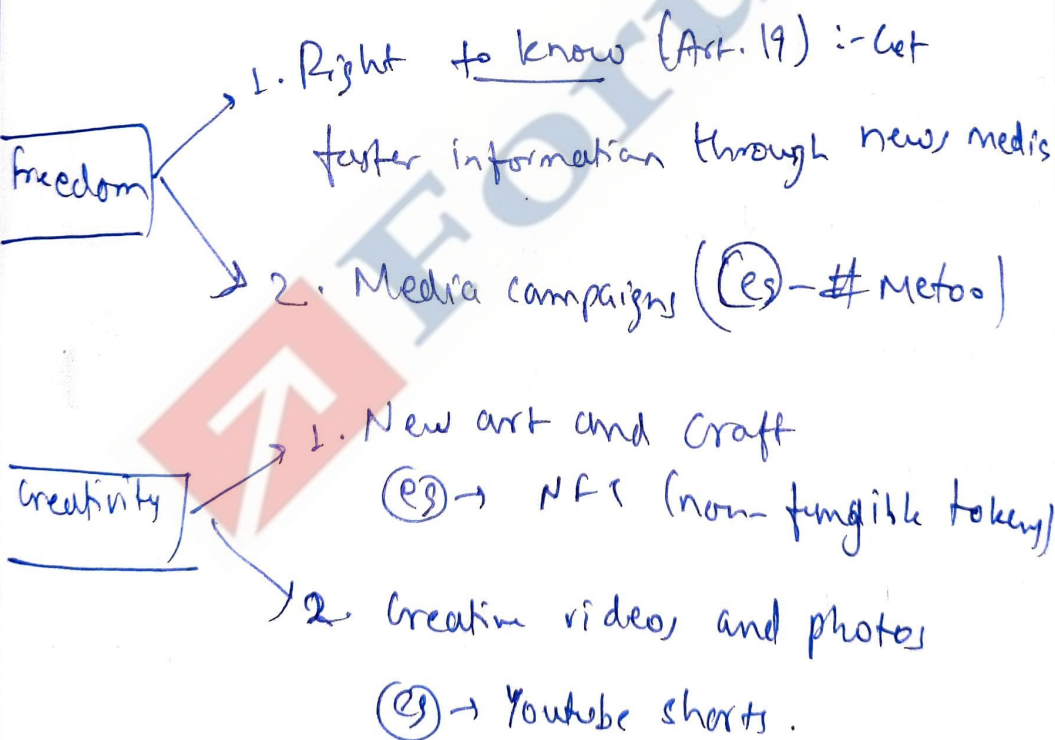 1. Right to know (Art. 19) :- Get
faster information through news media
freedom
2. Media campaigns (eg - # Metoo)
1. New art and craft
creativity
eg → NFT (non-fungible tokens)
2. Creative videos and photos
eg → Youtube shorts.